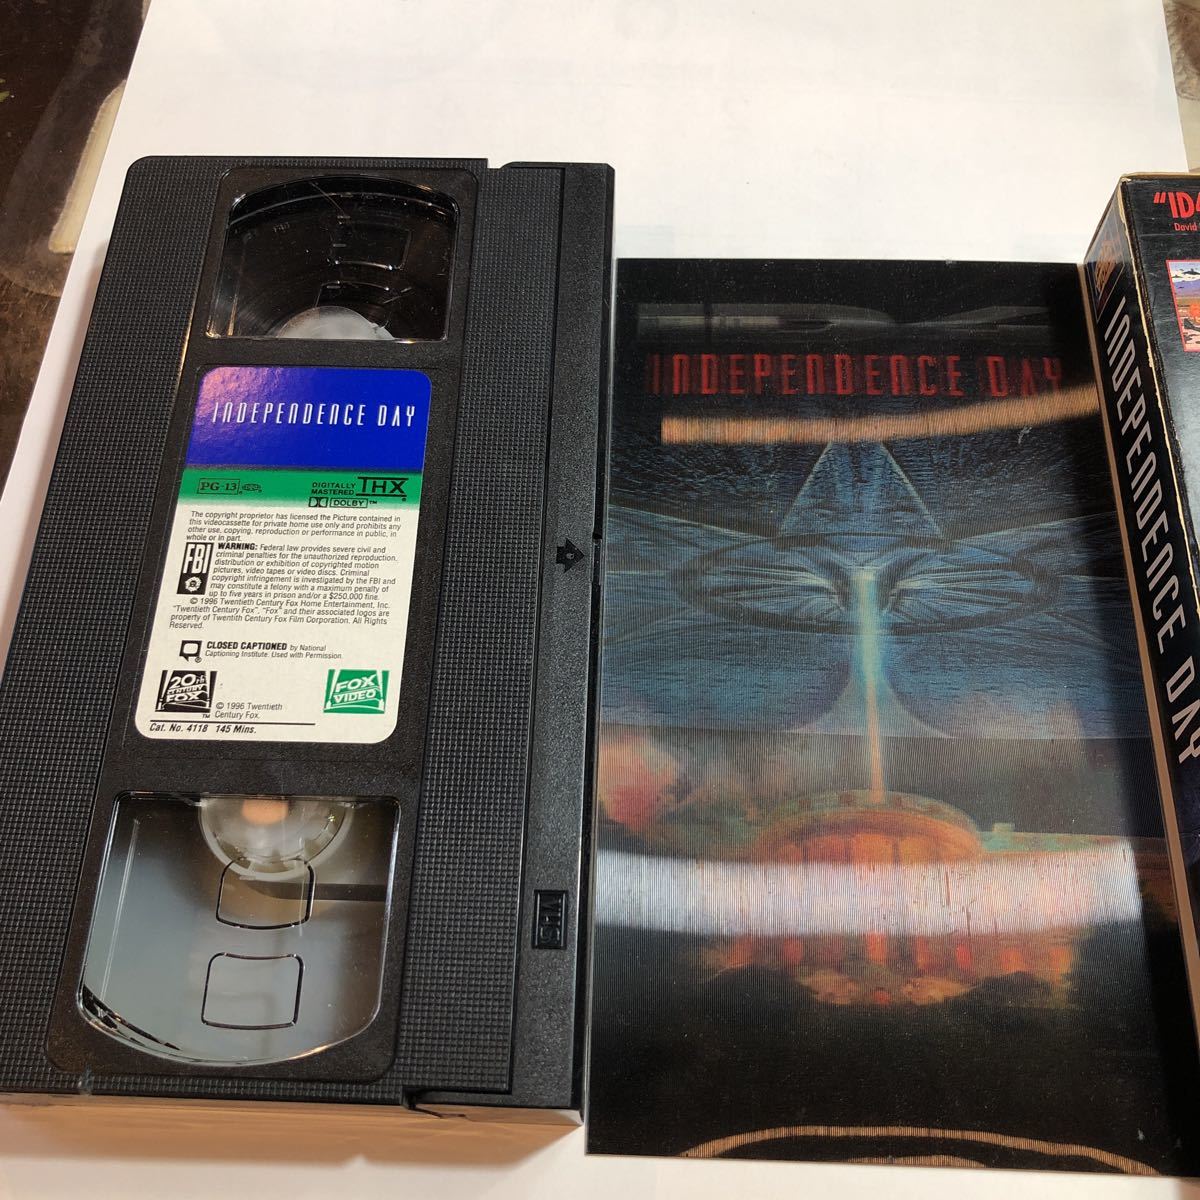 INDEPENDENCE DAY
PG-13
DIGITALLY
MASTERED
THX
DOLBY
The copyright proprietor has licensed the Picture contained in
this videocassette for private home use only and prohibits any
other use, copying, reproduction or performance in public, in
whole or in part.
FBI
WARNING: Federal law provides severe civil and
criminal penalties for the unauthorized reproduction,
distribution or exhibition of copyrighted motion
pictures, video tapes or video discs. Criminal
copyright infringement is investigated by the FBI and
may constitute a felony with a maximum penalty of
up to five years in prison and/or a $250,000 fine.
© 1996 Twentieth Century Fox Home Entertainment, Inc.
"Twentieth Century Fox", "Fox" and their associated logos are
property of Twentieth Century Fox Film Corporation. All Rights
Reserved.
CLOSED CAPTIONED by National
Captioning Institute. Used with Permission.
20th
CENTURY
FOX
TM
© 1996 Twentieth
Century Fox.
FOX
VIDEO
Cat. No. 4118 145 Mins.
VHS
INDEPENDENCE DAY
INDEPENDENCE DAY
David